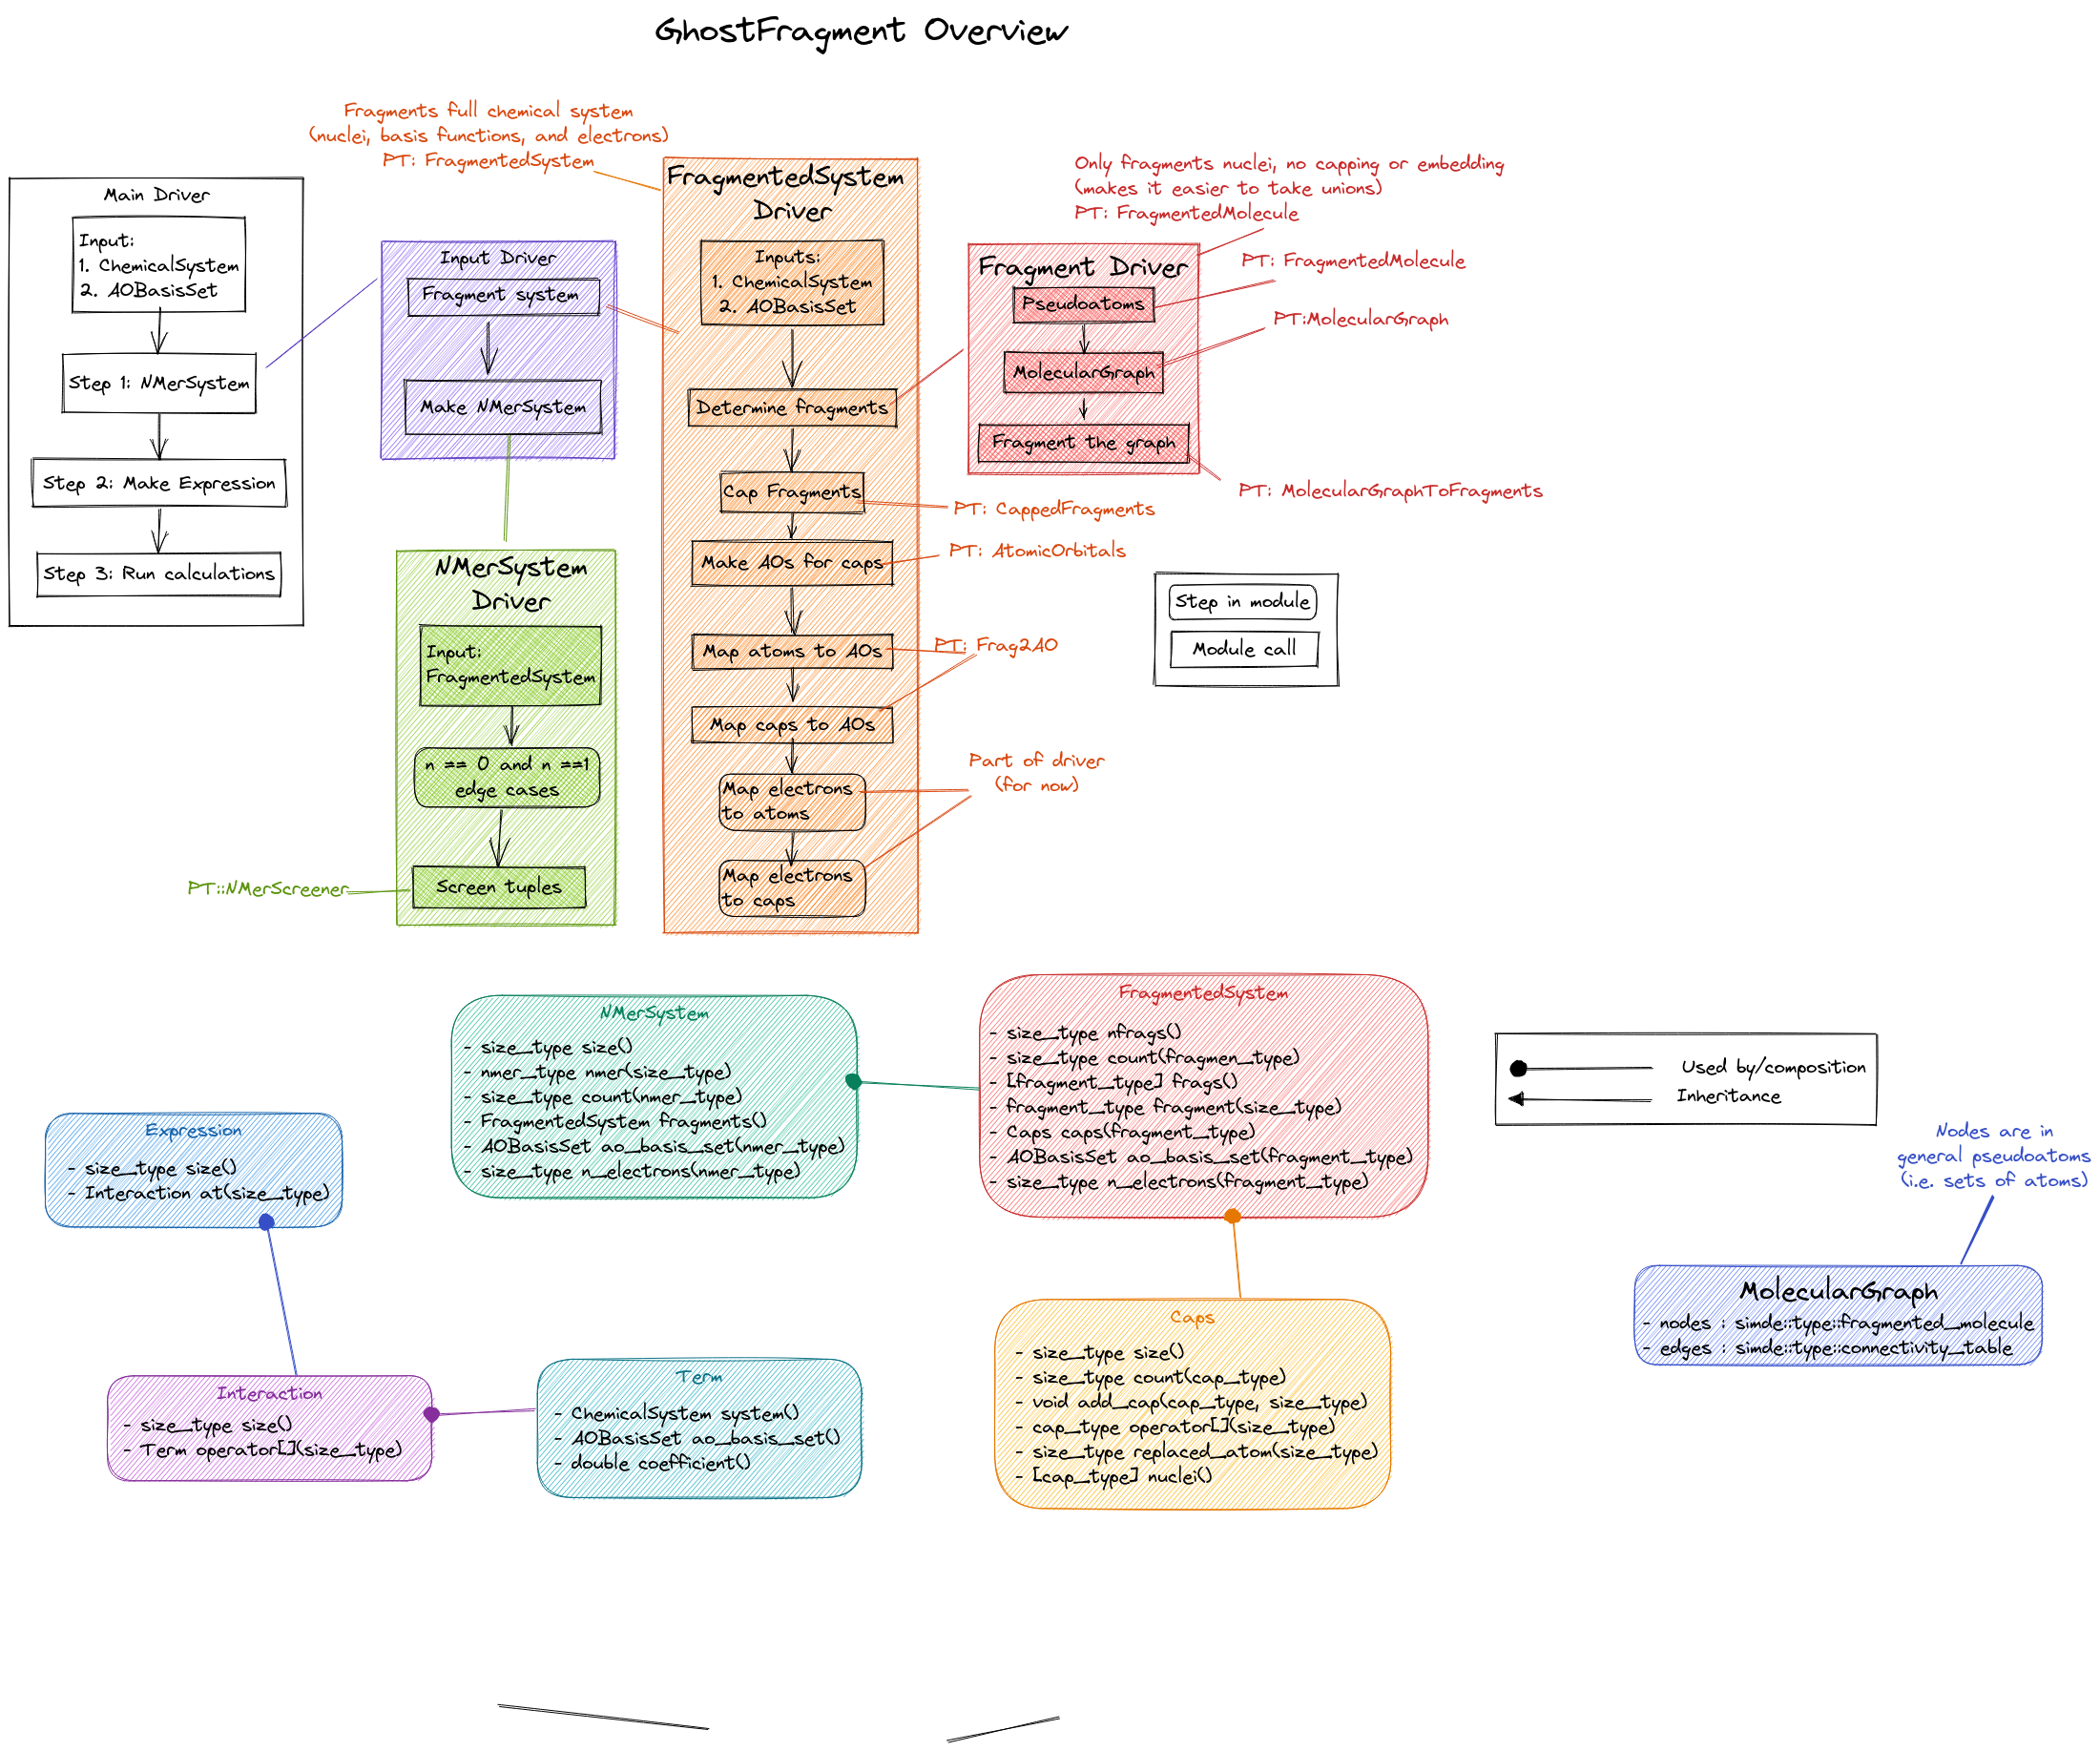 GhostFragment Overview
Fragments full chemical system
(nuclei, basis functions, and electrons)
PT: FragmentedSystem
Main Driver
Input:
1. ChemicalSystem
2. AOBasisSet
Step 1: NMerSystem
Step 2: Make Expression
Step 3: Run calculations
Input Driver
Fragment system
Make NMerSystem
NMerSystem
Driver
Input:
FragmentedSystem
n == 0 and n ==1
edge cases
Screen tuples
PT::NMerScreener
FragmentedSystem
Driver
Inputs:
1. ChemicalSystem
2. AOBasisSet
Determine fragments
Cap Fragments
Make AOs for caps
Map atoms to AOs
Map caps to AOs
Map electrons
to atoms
Map electrons
to caps
PT: CappedFragments
PT: AtomicOrbitals
PT: Frag2AO
Part of driver
(for now)
Only fragments nuclei, no capping or embedding
(makes it easier to take unions)
PT: FragmentedMolecule
Fragment Driver
Pseudoatoms
MolecularGraph
Fragment the graph
PT: FragmentedMolecule
PT:MolecularGraph
PT: MolecularGraphToFragments
Step in module
Module call
NMerSystem
- size_type size()
- nmer_type nmer(size_type)
- size_type count(nmer_type)
- FragmentedSystem fragments()
- AOBasisSet ao_basis_set(nmer_type)
- size_type n_electrons(nmer_type)
FragmentedSystem
- size_type nfrags()
- size_type count(fragmen_type)
- [fragment_type] frags()
- fragment_type fragment(size_type)
- Caps caps(fragment_type)
- AOBasisSet ao_basis_set(fragment_type)
- size_type n_electrons(fragment_type)
Used by/composition
Inheritance
Expression
- size_type size()
- Interaction at(size_type)
Nodes are in
general pseudoatoms
(i.e. sets of atoms)
MolecularGraph
- nodes : simde::type::fragmented_molecule
- edges : simde::type::connectivity_table
Interaction
- size_type size()
- Term operator[](size_type)
Term
- ChemicalSystem system()
- AOBasisSet ao_basis_set()
- double coefficient()
Caps
- size_type size()
- size_type count(cap_type)
- void add_cap(cap_type, size_type)
- cap_type operator[](size_type)
- size_type replaced_atom(size_type)
- [cap_type] nuclei()